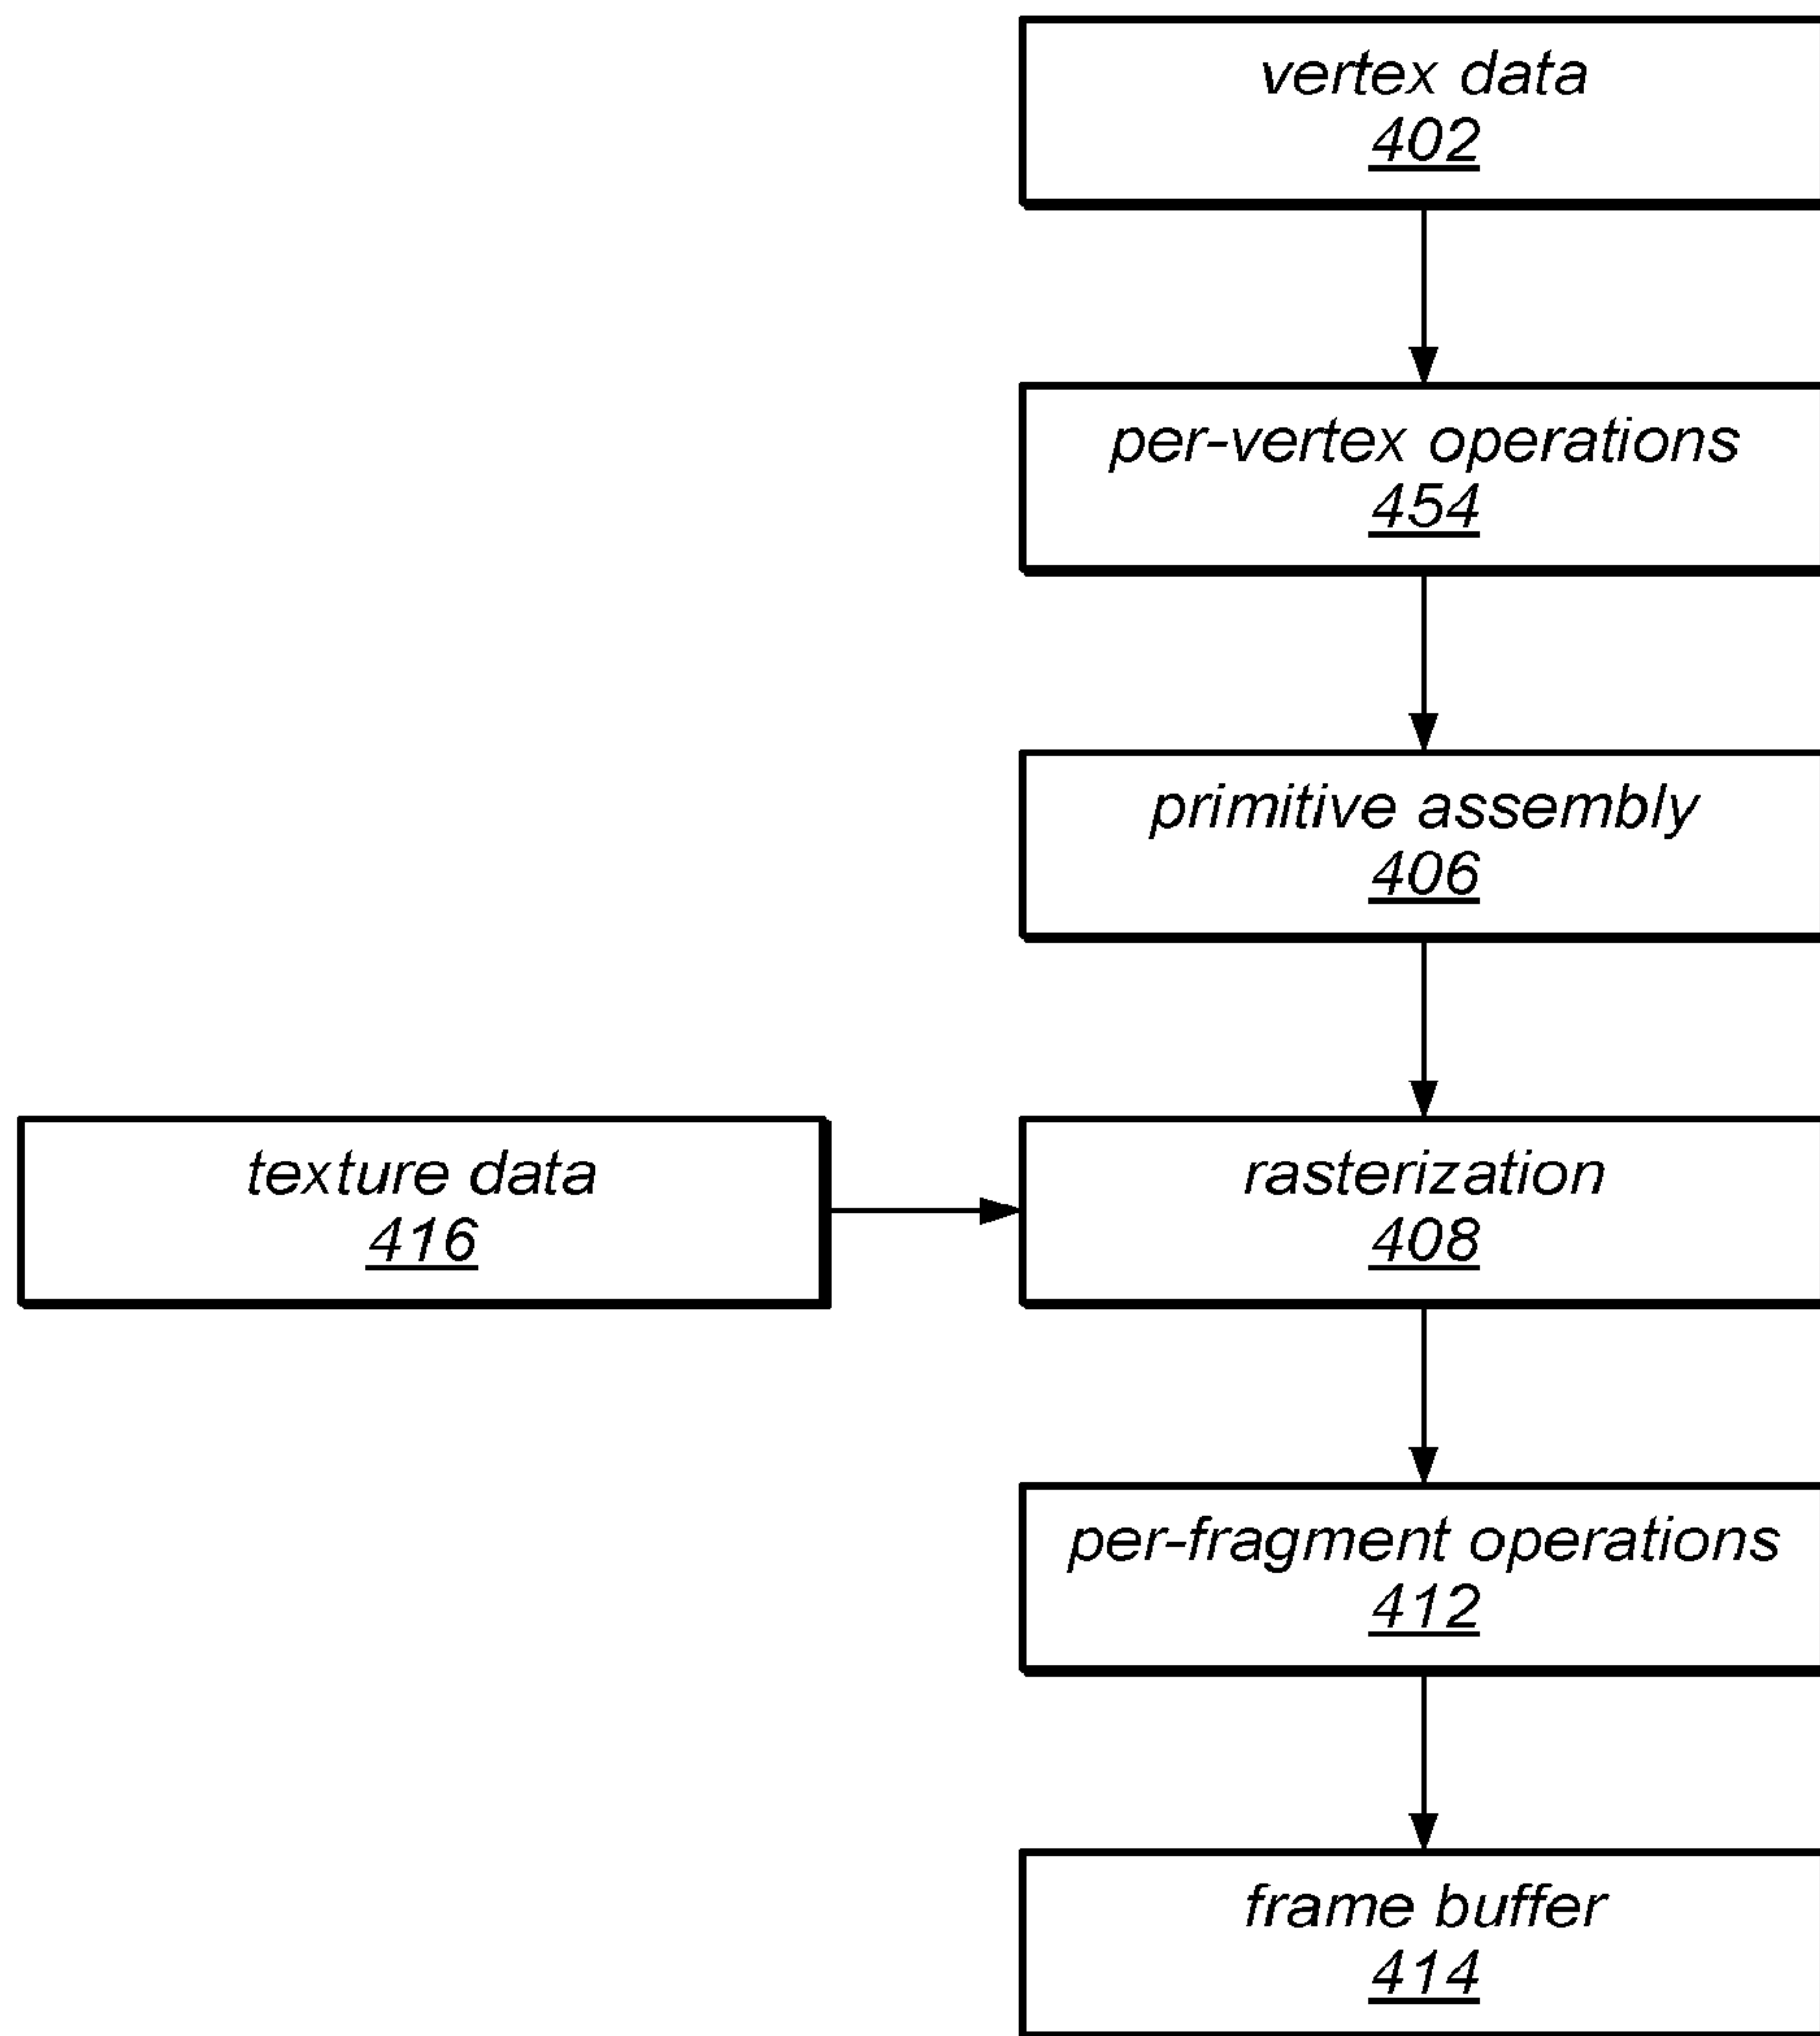 vertex data
402
per-vertex operations
454
primitive assembly
406
texture data
416
rasterization
408
per-fragment operations
412
frame buffer
414